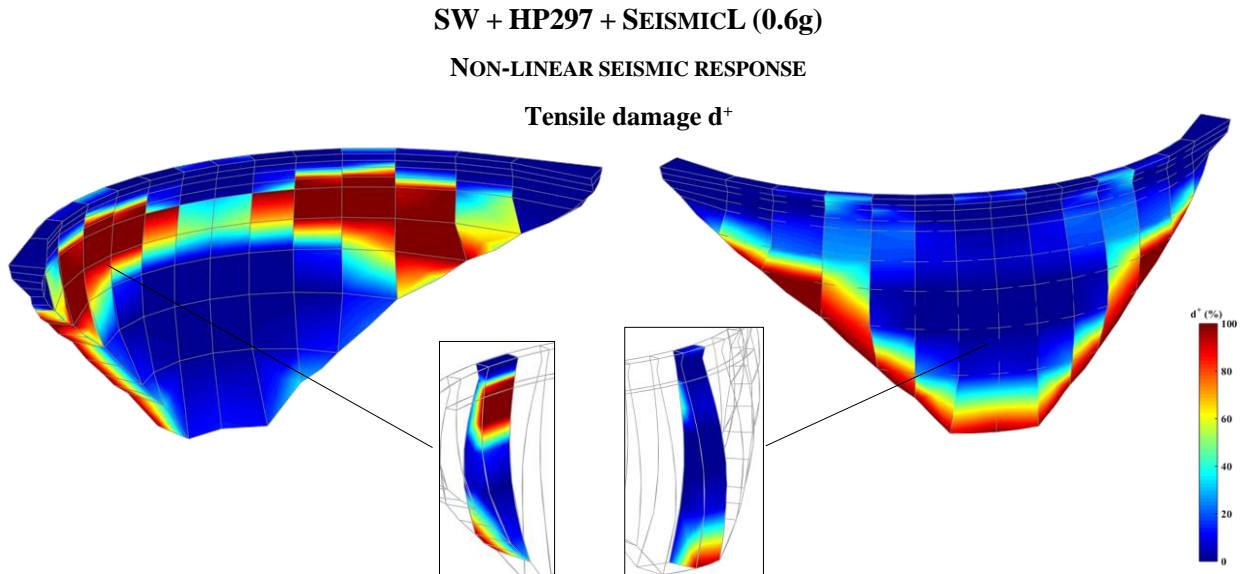 SW + HP297 + SEISMICL (0.6g)
NON-LINEAR SEISMIC RESPONSE
Tensile damage d⁺
d⁺ (%)
100
80
60
40
20
0